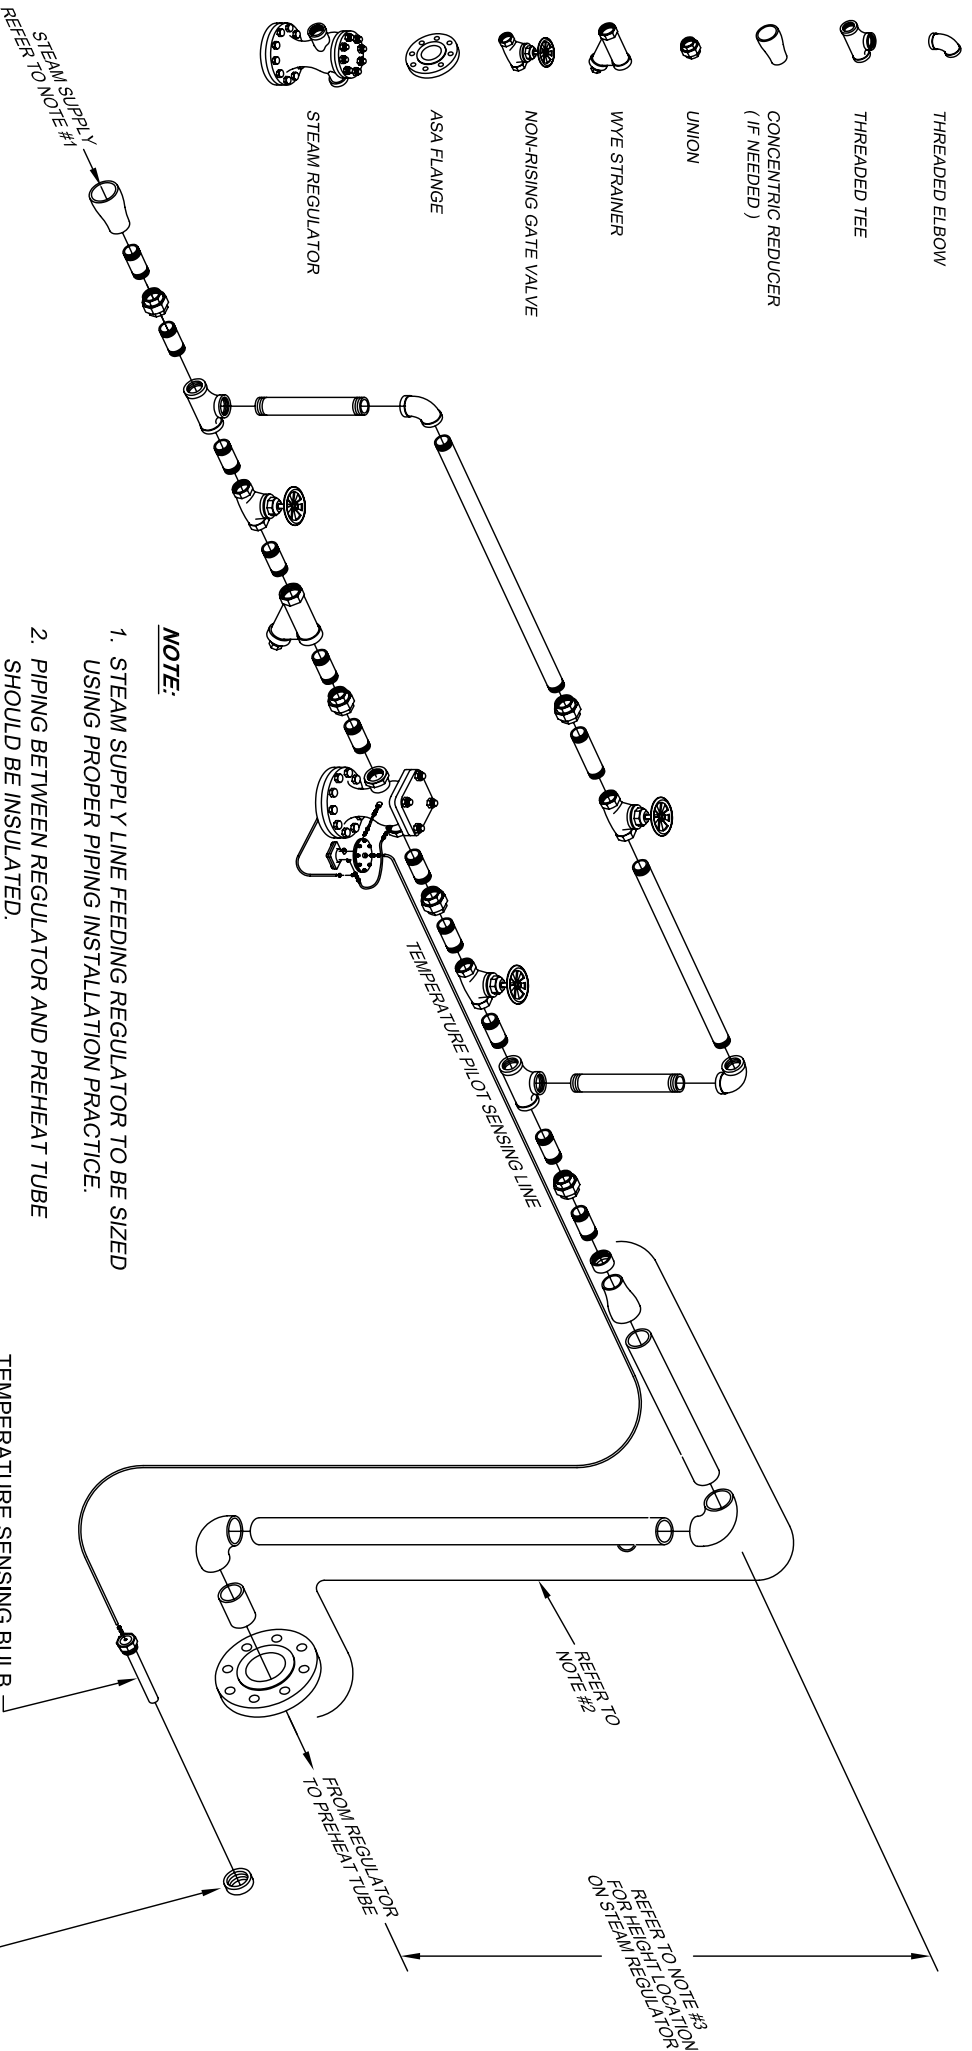 THREADED ELBOW
THREADED TEE
CONCENTRIC REDUCER
( IF NEEDED )
UNION
WYE STRAINER
NON-RISING GATE VALVE
ASA FLANGE
STEAM REGULATOR
STEAM SUPPLY
REFER TO NOTE #1
TEMPERATURE PILOT SENSING LINE
REFER TO
NOTE #2
FROM REGULATOR
TO PREHEAT TUBE
REFER TO NOTE #3
FOR HEIGHT LOCATION
ON STEAM REGULATOR
NOTE:
1. STEAM SUPPLY LINE FEEDING REGULATOR TO BE SIZED
USING PROPER PIPING INSTALLATION PRACTICE.
2. PIPING BETWEEN REGULATOR AND PREHEAT TUBE
SHOULD BE INSULATED.
TEMPERATURE SENSING BULB